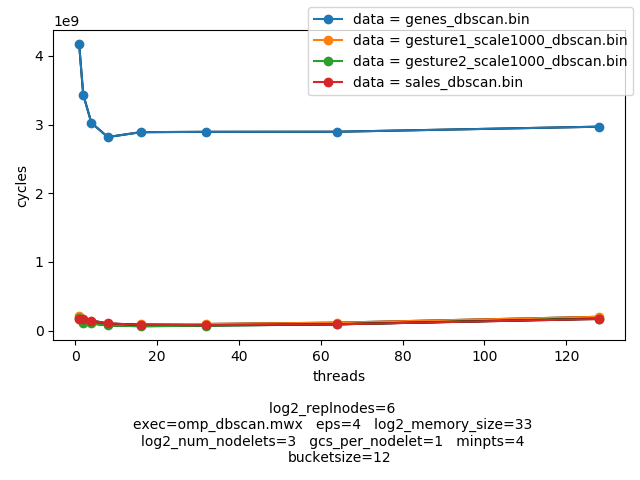 1e9
data = genes_dbscan.bin
data = gesture1_scale1000_dbscan.bin
data = gesture2_scale1000_dbscan.bin
data = sales_dbscan.bin
4
3
2
1
0
cycles
0 20 40 60 80 100 120
threads
log2_replnodes=6
exec=omp_dbscan.mwx eps=4 log2_memory_size=33
log2_num_nodelets=3 gcs_per_nodelet=1 minpts=4
bucketsize=12